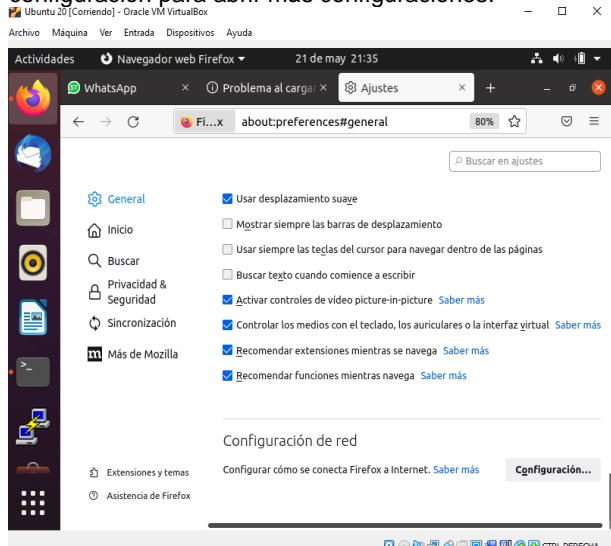 configuración para abrir más configuraciones.
Ubuntu 20 [Corriendo] - Oracle VM VirtualBox
Archivo Máquina Ver Entrada Dispositivos Ayuda
Actividades Navegador web Firefox 21 de may 21:35
WhatsApp × Problema al cargar × Ajustes × +
Fi...x about:preferences#general 80%
Buscar en ajustes
General
Usar desplazamiento suave
Inicio
Mostrar siempre las barras de desplazamiento
Usar siempre las teclas del cursor para navegar dentro de las páginas
Buscar
Buscar texto cuando comience a escribir
Privacidad &
Seguridad
Activar controles de vídeo picture-in-picture Saber más
Sincronización
Controlar los medios con el teclado, los auriculares o la interfaz virtual Saber más
Más de Mozilla
Recomendar extensiones mientras se navega Saber más
Recomendar funciones mientras navega Saber más
Configuración de red
Extensiones y temas
Configurar cómo se conecta Firefox a Internet. Saber más Configuración...
Asistencia de Firefox
CTRL DERECHA